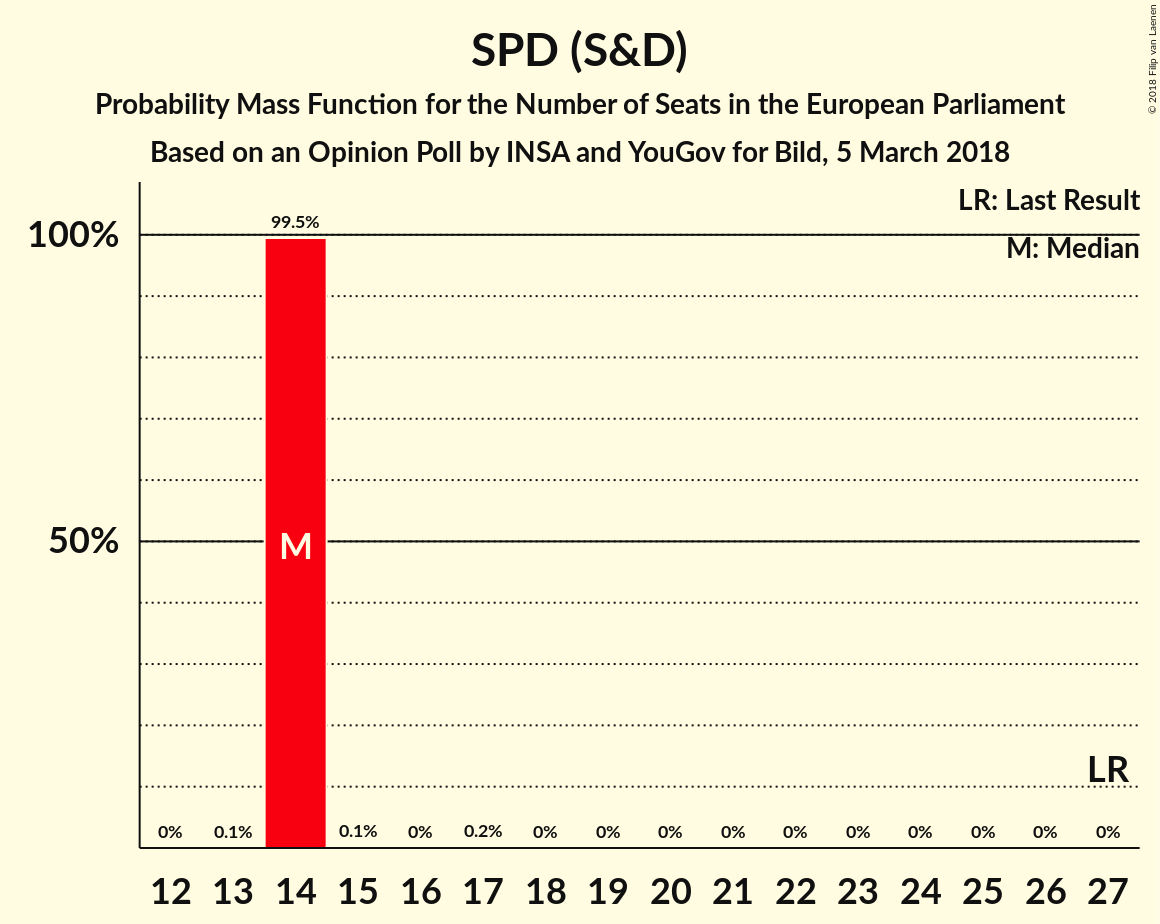 SPD (S&D)
Probability Mass Function for the Number of Seats in the European Parliament
Based on an Opinion Poll by INSA and YouGov for Bild, 5 March 2018
© 2018 Filip van Laenen
LR: Last Result
M: Median
99.5%
100%
50%
M
LR
0% 0.1% 0.1% 0% 0.2% 0% 0% 0% 0% 0% 0% 0% 0% 0% 0%
12 13 14 15 16 17 18 19 20 21 22 23 24 25 26 27